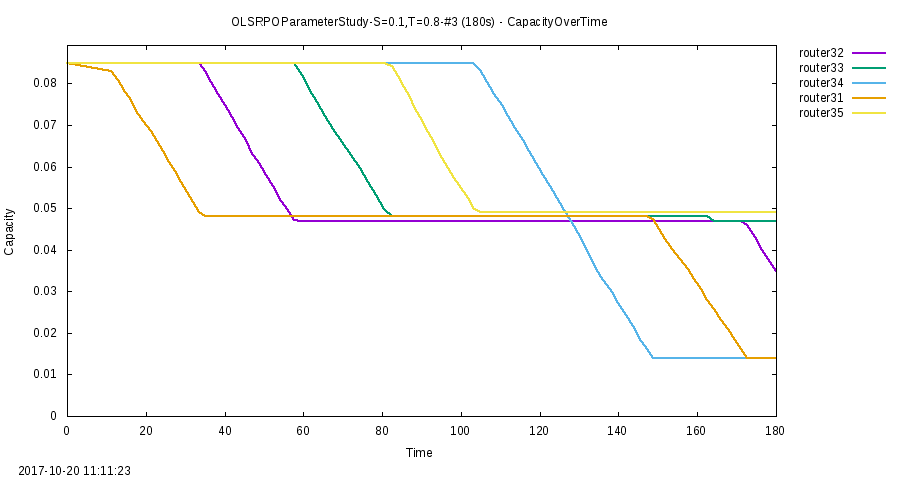 OLSRPOParameterStudy-S=0.1,T=0.8-#3 (180s) - CapacityOverTime
router32
router33
router34
router31
router35
0.08
0.07
0.06
0.05
0.04
0.03
0.02
0.01
0
Capacity
0 20 40 60 80 100 120 140 160 180
Time
2017-10-20 11:11:23